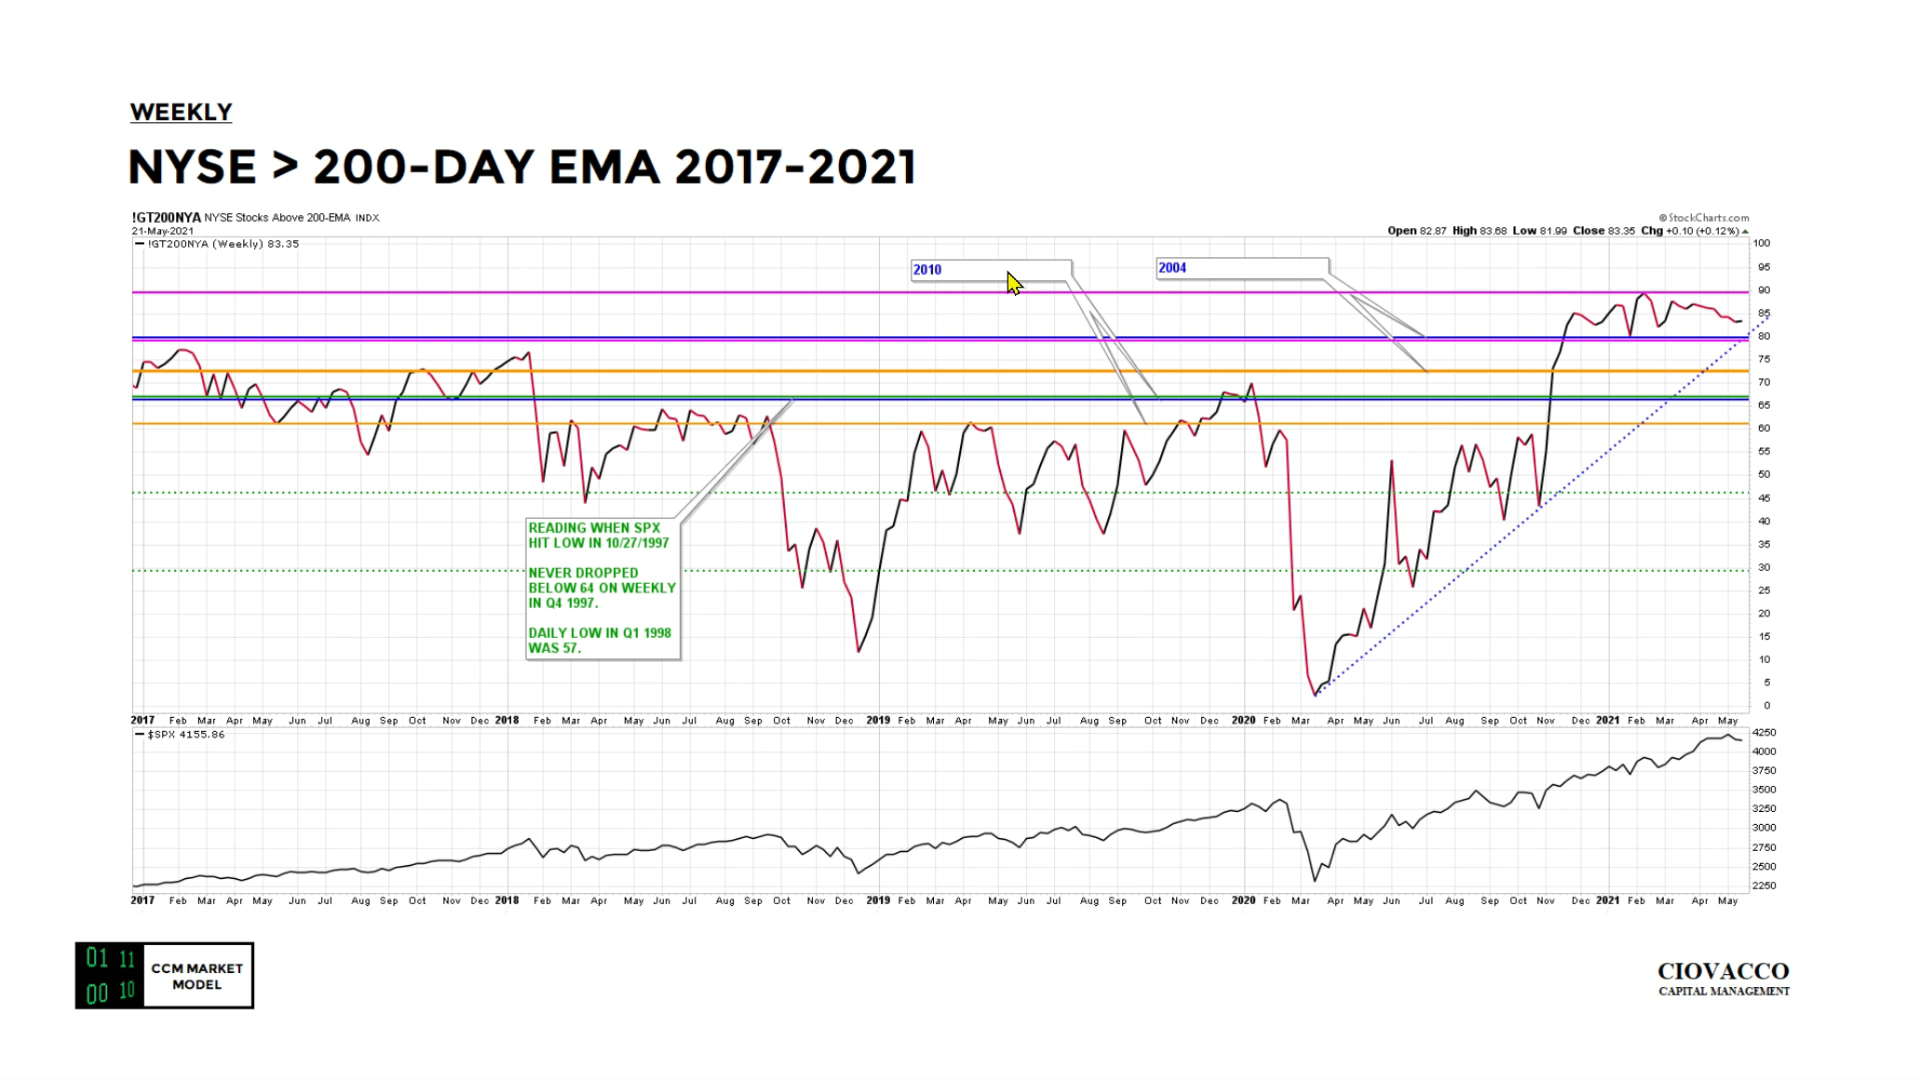 WEEKLY
NYSE > 200-DAY EMA 2017-2021
!GT200NYA NYSE Stocks Above 200-EMA INDX
© StockCharts.com
21-May-2021
Open 82.87 High 83.68 Low 81.99 Close 83.35 Chg +0.10 (+0.12%)
!GT200NYA (Weekly) 83.35
2010
2004
100
95
90
85
80
75
70
65
60
55
50
45
40
35
30
25
20
15
10
5
0
READING WHEN SPX
HIT LOW IN 10/27/1997
NEVER DROPPED
BELOW 64 ON WEEKLY
IN Q4 1997.
DAILY LOW IN Q1 1998
WAS 57.
2017 Feb Mar Apr May Jun Jul Aug Sep Oct Nov Dec 2018 Feb Mar Apr May Jun Jul Aug Sep Oct Nov Dec 2019 Feb Mar Apr May Jun Jul Aug Sep Oct Nov Dec 2020 Feb Mar Apr May Jun Jul Aug Sep Oct Nov Dec 2021 Feb Mar Apr May
$SPX 4155.86
4250
4000
3750
3500
3250
3000
2750
2500
2250
2017 Feb Mar Apr May Jun Jul Aug Sep Oct Nov Dec 2018 Feb Mar Apr May Jun Jul Aug Sep Oct Nov Dec 2019 Feb Mar Apr May Jun Jul Aug Sep Oct Nov Dec 2020 Feb Mar Apr May Jun Jul Aug Sep Oct Nov Dec 2021 Feb Mar Apr May
01 11
00 10
CCM MARKET
MODEL
CIOVACCO
CAPITAL MANAGEMENT